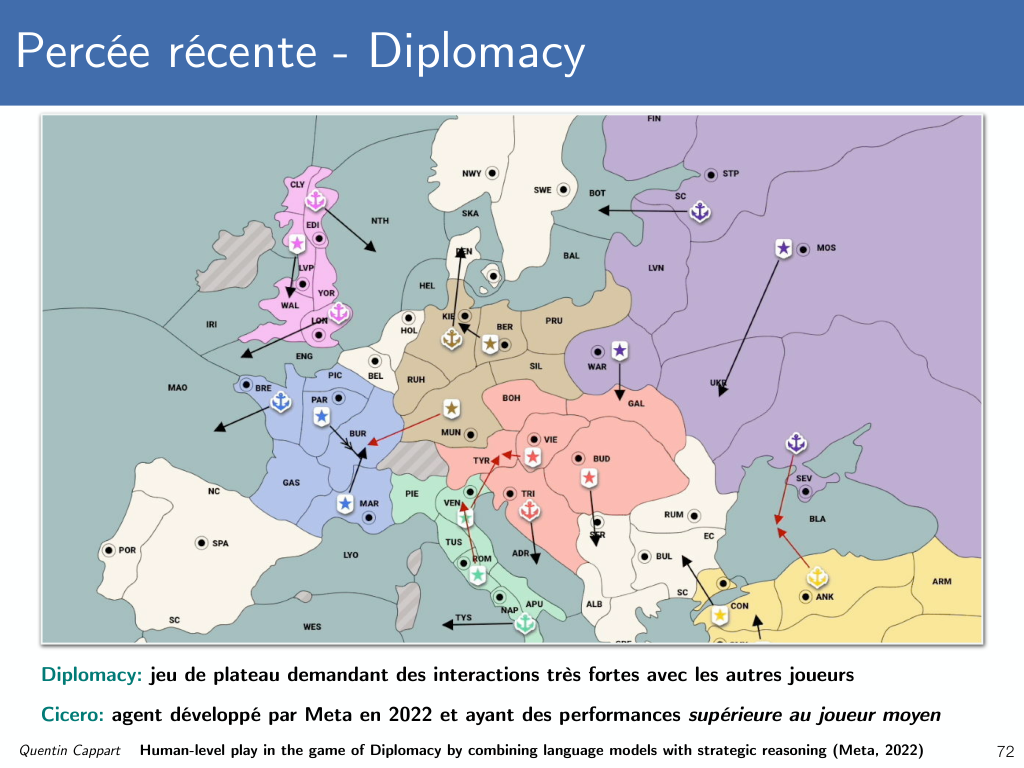 Percée récente - Diplomacy
FIN
STP
NWY
SWE
BOT
SC
CLY
NTH
SKA
EDI
MOS
DEN
BAL
LVN
LVP
HEL
YOR
WAL
KIE
BER
PRU
LON
IRI
HOL
ENG
WAR
SIL
PIC
BEL
RUH
UKR
MAO
BRE
PAR
BOH
GAL
BUR
MUN
VIE
TYR
BUD
GAS
SEV
NC
PIE
VEN
TRI
MAR
RUM
BLA
SER
EC
TUS
POR
SPA
LYO
ADR
ROM
BUL
ARM
SC
ANK
CON
NAP
APU
ALB
SC
WES
TYS
Diplomacy: jeu de plateau demandant des interactions très fortes avec les autres joueurs
Cicero: agent développé par Meta en 2022 et ayant des performances supérieure au joueur moyen
Quentin Cappart Human-level play in the game of Diplomacy by combining language models with strategic reasoning (Meta, 2022) 72